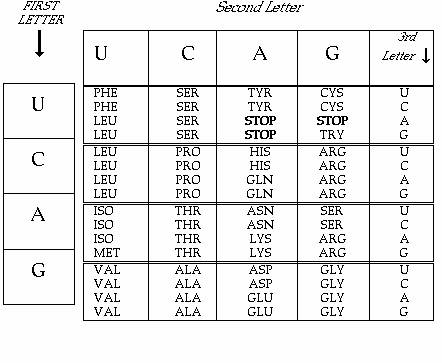 FIRST LETTER
Second Letter
U C A G 3rd Letter
U
PHE SER TYR CYS U
PHE SER TYR CYS C
LEU SER STOP STOP A
LEU SER STOP TRY G
C
LEU PRO HIS ARG U
LEU PRO HIS ARG C
LEU PRO GLN ARG A
LEU PRO GLN ARG G
A
ISO THR ASN SER U
ISO THR ASN SER C
ISO THR LYS ARG A
MET THR LYS ARG G
G
VAL ALA ASP GLY U
VAL ALA ASP GLY C
VAL ALA GLU GLY A
VAL ALA GLU GLY G